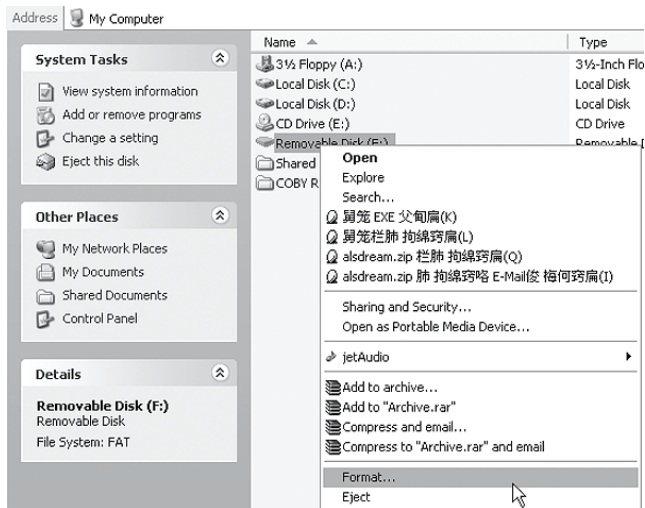 Address My Computer
System Tasks
View system information
Add or remove programs
Change a setting
Eject this disk
Other Places
My Network Places
My Documents
Shared Documents
Control Panel
Details
Removable Disk (F:)
Removable Disk
File System: FAT
Name Type
3½ Floppy (A:) 3½-Inch Flo
Local Disk (C:) Local Disk
Local Disk (D:) Local Disk
CD Drive (E:) CD Drive
Removable Disk (F:) Removable D
Shared
COBY R
Open
Explore
Search...
舅笼 EXE 父甸扁(K)
舅笼栏肺 拘绵窍扁(L)
alsdream.zip 栏肺 拘绵窍扁(Q)
alsdream.zip 肺 拘绵窍咯 E-Mail俊 梅何窍扁(I)
Sharing and Security...
Open as Portable Media Device...
jetAudio
Add to archive...
Add to "Archive.rar"
Compress and email...
Compress to "Archive.rar" and email
Format...
Eject